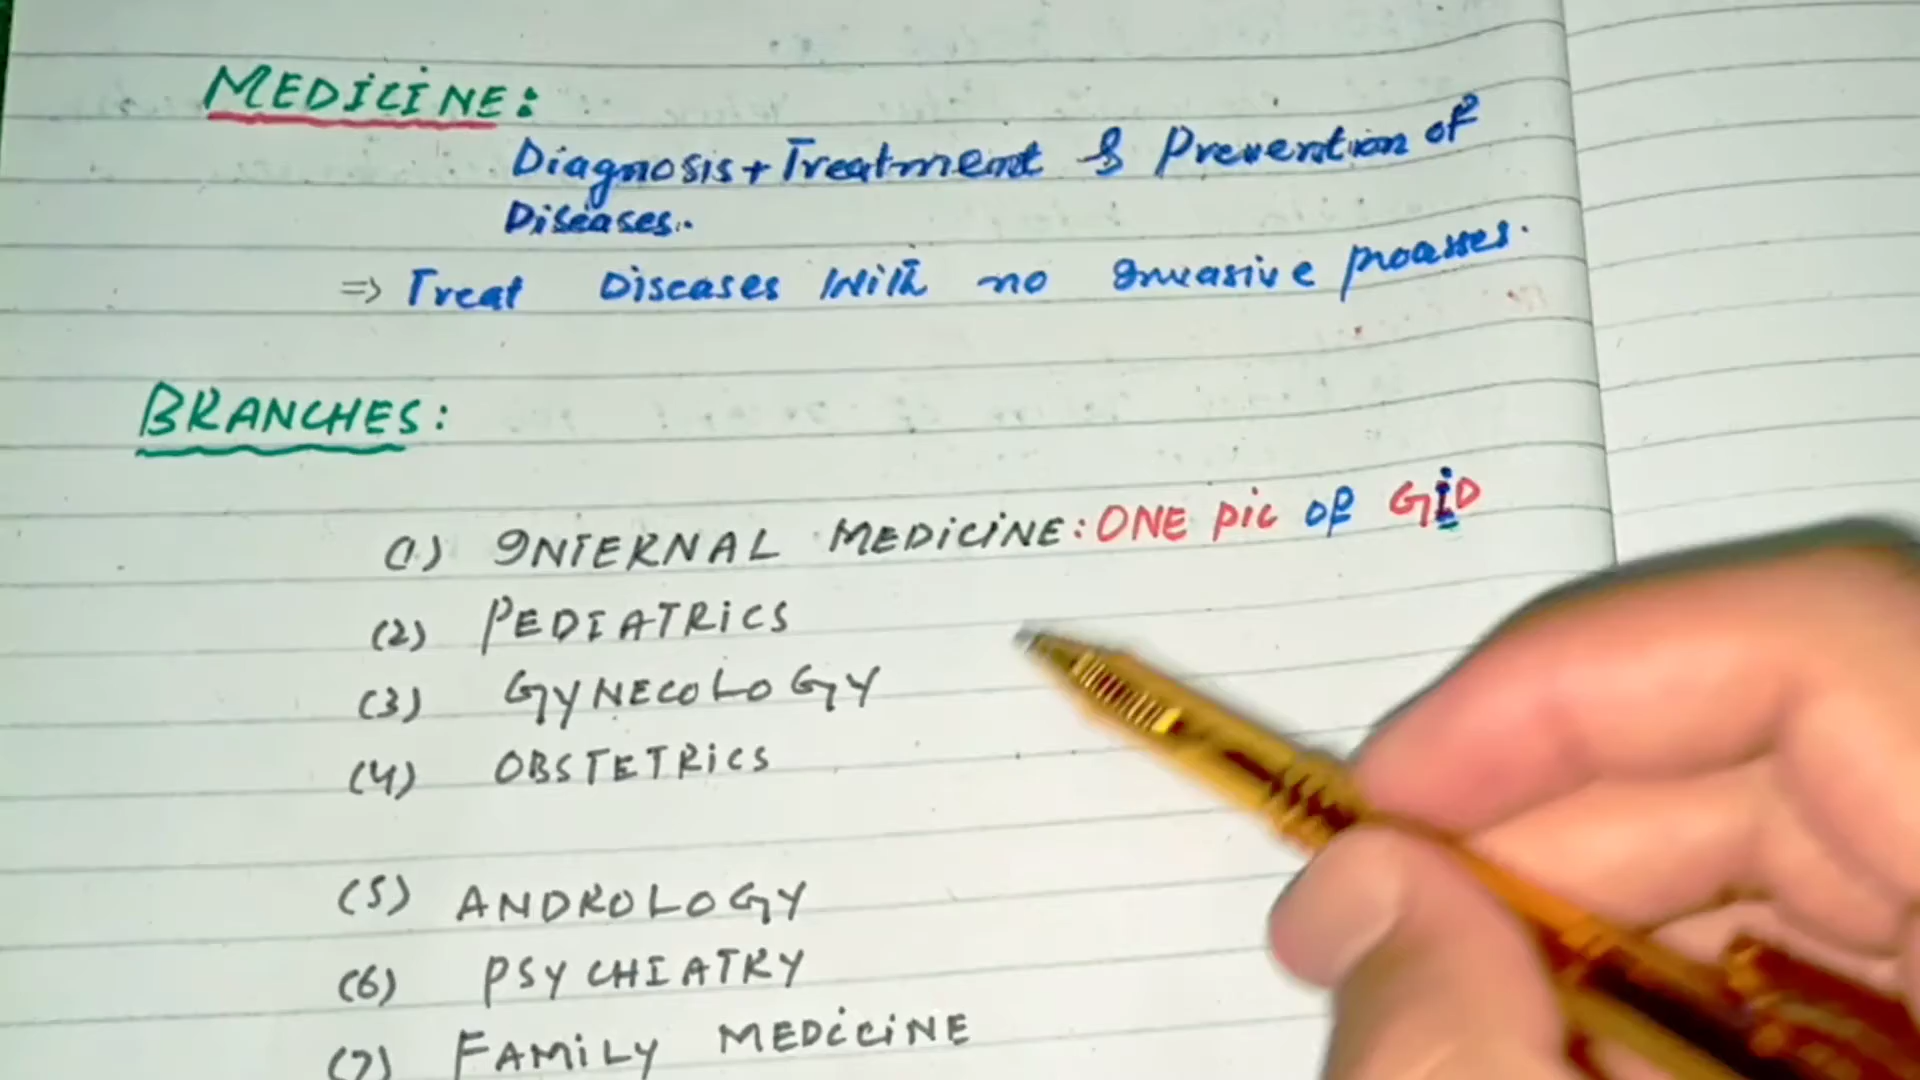 MEDICINE:
Diagnosis + Treatment & Prevention of
Diseases.
⇒ Treat Diseases With no Invasive processes.
BRANCHES:
(1) INTERNAL MEDICINE: ONE Pic of GiD
(2) PEDIATRICS
(3) GYNECOLOGY
(4) OBSTETRICS
(5) ANDROLOGY
(6) PSYCHIATRY
(7) FAMILY MEDICINE